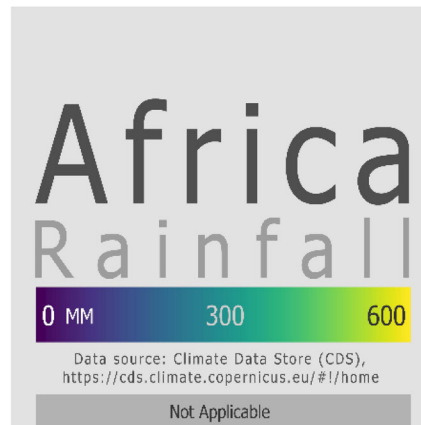 Africa
Rainfall
0 MM 300 600
Data source: Climate Data Store (CDS),
https://cds.climate.copernicus.eu/#!/home
Not Applicable